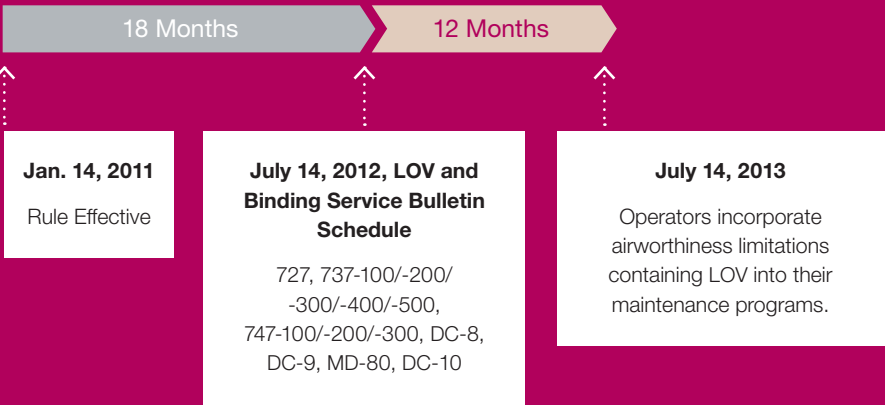 18 Months
12 Months
Jan. 14, 2011
Rule Effective
July 14, 2012, LOV and
Binding Service Bulletin
Schedule
727, 737-100/-200/
-300/-400/-500,
747-100/-200/-300, DC-8,
DC-9, MD-80, DC-10
July 14, 2013
Operators incorporate
airworthiness limitations
containing LOV into their
maintenance programs.